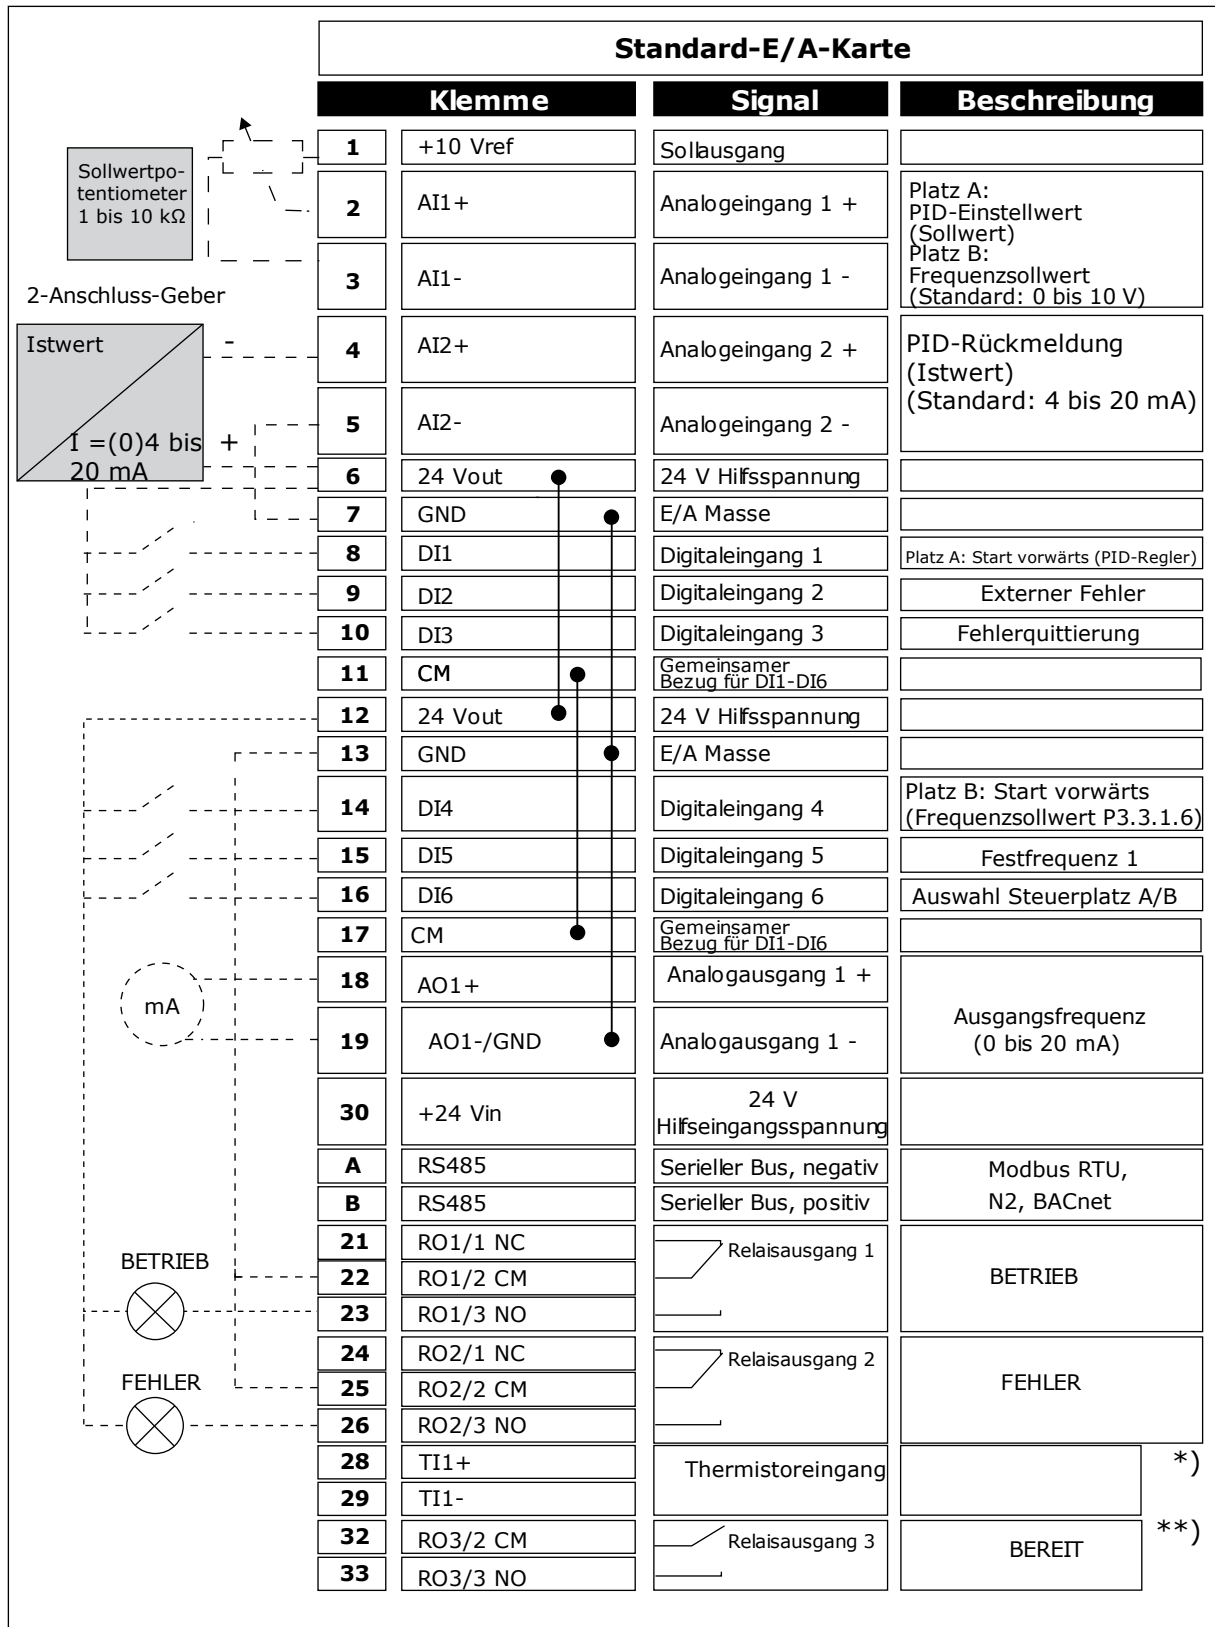 Standard-E/A-Karte
Klemme Signal Beschreibung
Sollwertpo-
tentiometer
1 bis 10 kΩ
2-Anschluss-Geber
Istwert
-
I =(0)4 bis +
20 mA
1 +10 Vref Sollausgang
2 AI1+ Analogeingang 1 +
3 AI1- Analogeingang 1 -
Platz A:
PID-Einstellwert
(Sollwert)
Platz B:
Frequenzsollwert
(Standard: 0 bis 10 V)
4 AI2+ Analogeingang 2 +
5 AI2- Analogeingang 2 -
PID-Rückmeldung
(Istwert)
(Standard: 4 bis 20 mA)
6 24 Vout 24 V Hilfsspannung
7 GND E/A Masse
8 DI1 Digitaleingang 1 Platz A: Start vorwärts (PID-Regler)
9 DI2 Digitaleingang 2 Externer Fehler
10 DI3 Digitaleingang 3 Fehlerquittierung
11 CM Gemeinsamer
Bezug für DI1-DI6
12 24 Vout 24 V Hilfsspannung
13 GND E/A Masse
14 DI4 Digitaleingang 4 Platz B: Start vorwärts
(Frequenzsollwert P3.3.1.6)
15 DI5 Digitaleingang 5 Festfrequenz 1
16 DI6 Digitaleingang 6 Auswahl Steuerplatz A/B
17 CM Gemeinsamer
Bezug für DI1-DI6
mA
18 AO1+ Analogausgang 1 +
19 AO1-/GND Analogausgang 1 -
Ausgangsfrequenz
(0 bis 20 mA)
30 +24 Vin 24 V
Hilfseingangsspannung
A RS485 Serieller Bus, negativ
B RS485 Serieller Bus, positiv
Modbus RTU,
N2, BACnet
BETRIEB
21 RO1/1 NC Relaisausgang 1
22 RO1/2 CM BETRIEB
23 RO1/3 NO
FEHLER
24 RO2/1 NC Relaisausgang 2
25 RO2/2 CM FEHLER
26 RO2/3 NO
28 TI1+ Thermistoreingang *)
29 TI1-
32 RO3/2 CM Relaisausgang 3 BEREIT **)
33 RO3/3 NO